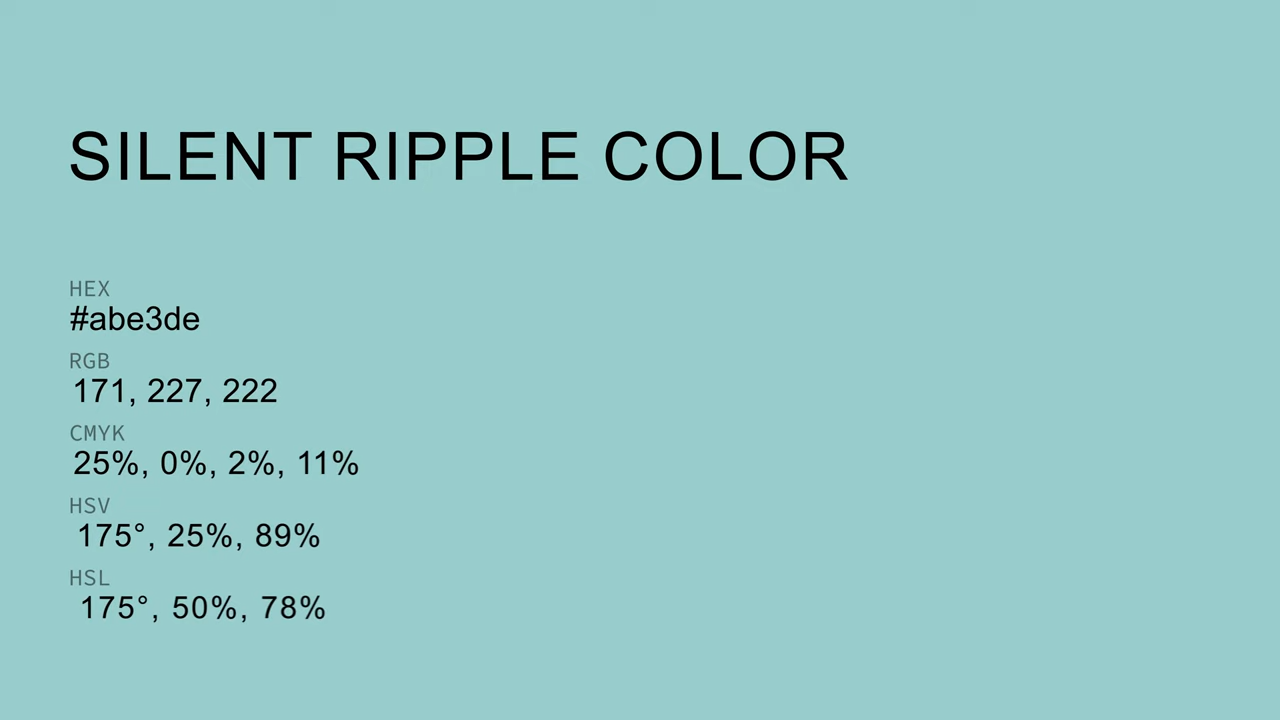 SILENT RIPPLE COLOR
HEX
#abe3de
RGB
171, 227, 222
CMYK
25%, 0%, 2%, 11%
HSV
175°, 25%, 89%
HSL
175°, 50%, 78%